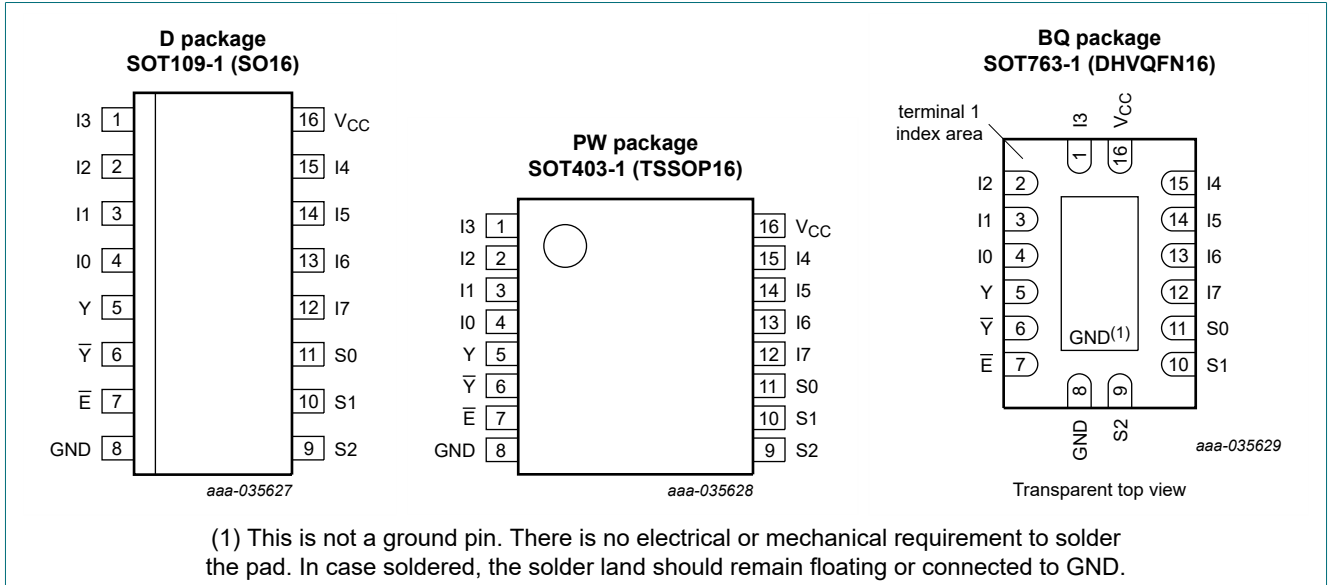 D package
SOT109-1 (SO16)
I3 1
I2 2
I1 3
I0 4
Y 5
Y̅ 6
E̅ 7
GND 8
16 VCC
15 I4
14 I5
13 I6
12 I7
11 S0
10 S1
9 S2
aaa-035627
PW package
SOT403-1 (TSSOP16)
I3 1
I2 2
I1 3
I0 4
Y 5
Y̅ 6
E̅ 7
GND 8
16 VCC
15 I4
14 I5
13 I6
12 I7
11 S0
10 S1
9 S2
aaa-035628
BQ package
SOT763-1 (DHVQFN16)
terminal 1
index area
I3
VCC
1
16
I2 2
I1 3
I0 4
Y 5
Y̅ 6
E̅ 7
15 I4
14 I5
13 I6
12 I7
11 S0
10 S1
GND(1)
8
9
GND
S2
aaa-035629
Transparent top view
(1) This is not a ground pin. There is no electrical or mechanical requirement to solder
the pad. In case soldered, the solder land should remain floating or connected to GND.